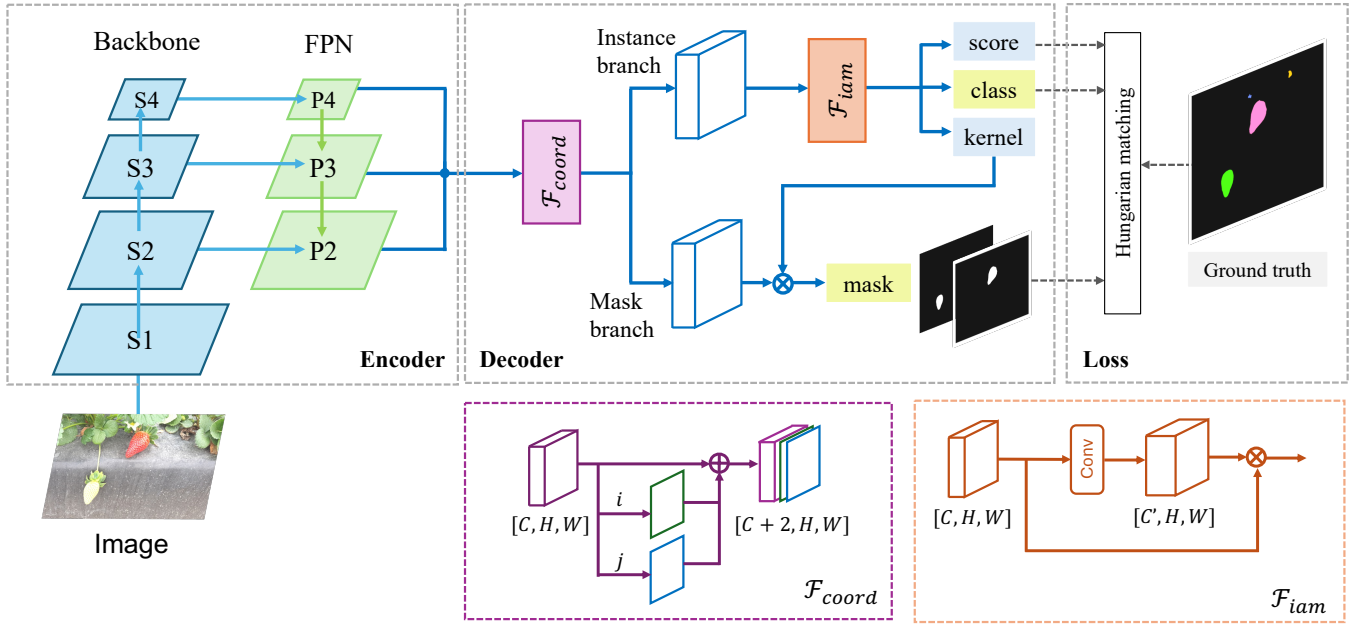 Backbone
FPN
S4
P4
S3
P3
S2
P2
S1
Encoder
Image
Instance
branch
ℱcoord
ℱiam
score
class
kernel
Mask
branch
mask
Decoder
Hungarian matching
Ground truth
Loss
[C, H, W]
i
j
[C + 2, H, W]
ℱcoord
[C, H, W]
Conv
[C', H, W]
ℱiam